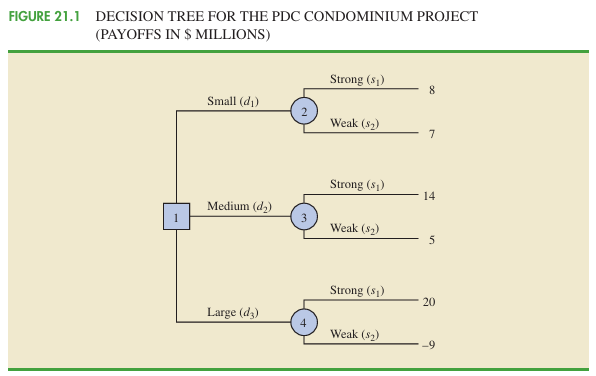 FIGURE 21.1 DECISION TREE FOR THE PDC CONDOMINIUM PROJECT
(PAYOFFS IN $ MILLIONS)
Strong (s₁)
8
Small (d₁)
2
Weak (s₂)
7
Strong (s₁)
14
Medium (d₂)
1
3
Weak (s₂)
5
Strong (s₁)
20
Large (d₃)
4
Weak (s₂)
–9